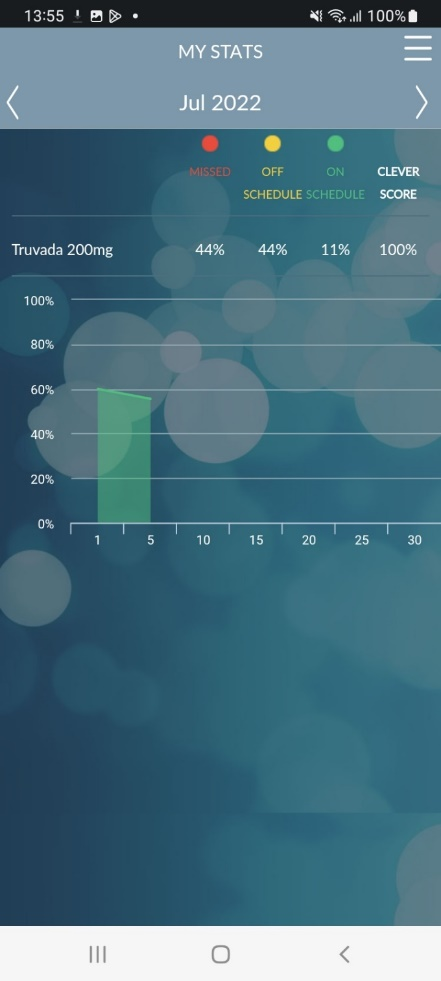 13:55 100%
MY STATS
Jul 2022
MISSED OFF SCHEDULE ON SCHEDULE CLEVER SCORE
Truvada 200mg 44% 44% 11% 100%
100%
80%
60%
40%
20%
0%
1 5 10 15 20 25 30